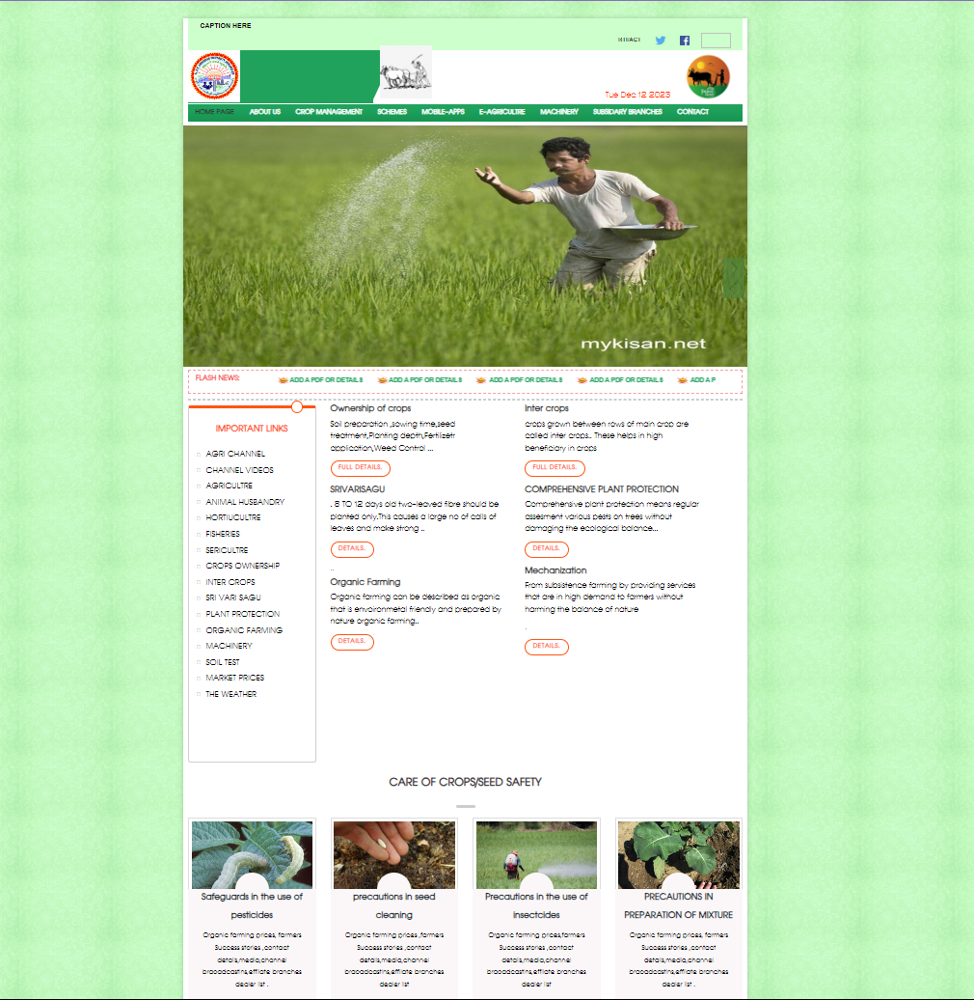 CAPTION HERE
Tue Dec 12 2023
HOME PAGE ABOUT US CROP MANAGEMENT SCHEMES MOBILE-APPS E-AGRICULTRE MACHINERY SUBSIDARY BRANCHES CONTACT
mykisan.net
FLASH NEWS: ADD A PDF OR DETAILS ADD A PDF OR DETAILS ADD A PDF OR DETAILS ADD A PDF OR DETAILS ADD A P
IMPORTANT LINKS
AGRI CHANNEL
CHANNEL VIDEOS
AGRICULTRE
ANIMAL HUSBANDRY
HORTIUCULTRE
FISHERIES
SERICULTRE
CROPS OWNERSHIP
INTER CROPS
SRI VARI SAGU
PLANT PROTECTION
ORGANIC FARMING
MACHINERY
SOIL TEST
MARKET PRICES
THE WEATHER
Ownership of crops
Soil preparation ,sowing time,seed
treatment,Planting depth,Fertilizetr
application,Weed Control ...
FULL DETAILS.
SRIVARISAGU
. 8 TO 12 days old two-leaved fibre should be
planted only.This causes a large no of calls of
leaves and make strong ..
DETAILS.
..
Organic Farming
Organic farming can be described as organic
that is envoironmetal friendly and prepared by
nature organic farming..
DETAILS.
Inter crops
crops grown between rows of main crop are
called inter crops.. These helps in high
beneficiary in crops
FULL DETAILS.
COMPREHENSIVE PLANT PROTECTION
Comprehensive plant protection means regular
assesment various pests on trees without
damaging the ecological balance...
DETAILS.
Mechanization
From subsistence farming by providing services
that are in high demand to farmers without
harming the balance of nature
.
DETAILS.
CARE OF CROPS/SEED SAFETY
Safeguards in the use of
pesticides
Organic farming prices, farmers
Success stories ,contact
details,media,channel
broadcastins,effliate branches
dealer list .
precautions in seed
cleaning
Organic farming prices ,farmers
Success stories ,contact
details,media,channel
broadcastins,effliate branches
dealer list
Precautions in the use of
insectcides
Organic farming prices,farmers
Success stories ,contact
details,media,channel
broadcastins,effliate branches
dealer list
PRECAUTIONS IN
PREPARATION OF MIXTURE
Organic farming prices, farmers
Success stories ,contact
details,media,channel
broadcastins,effliate branches
dealer list .